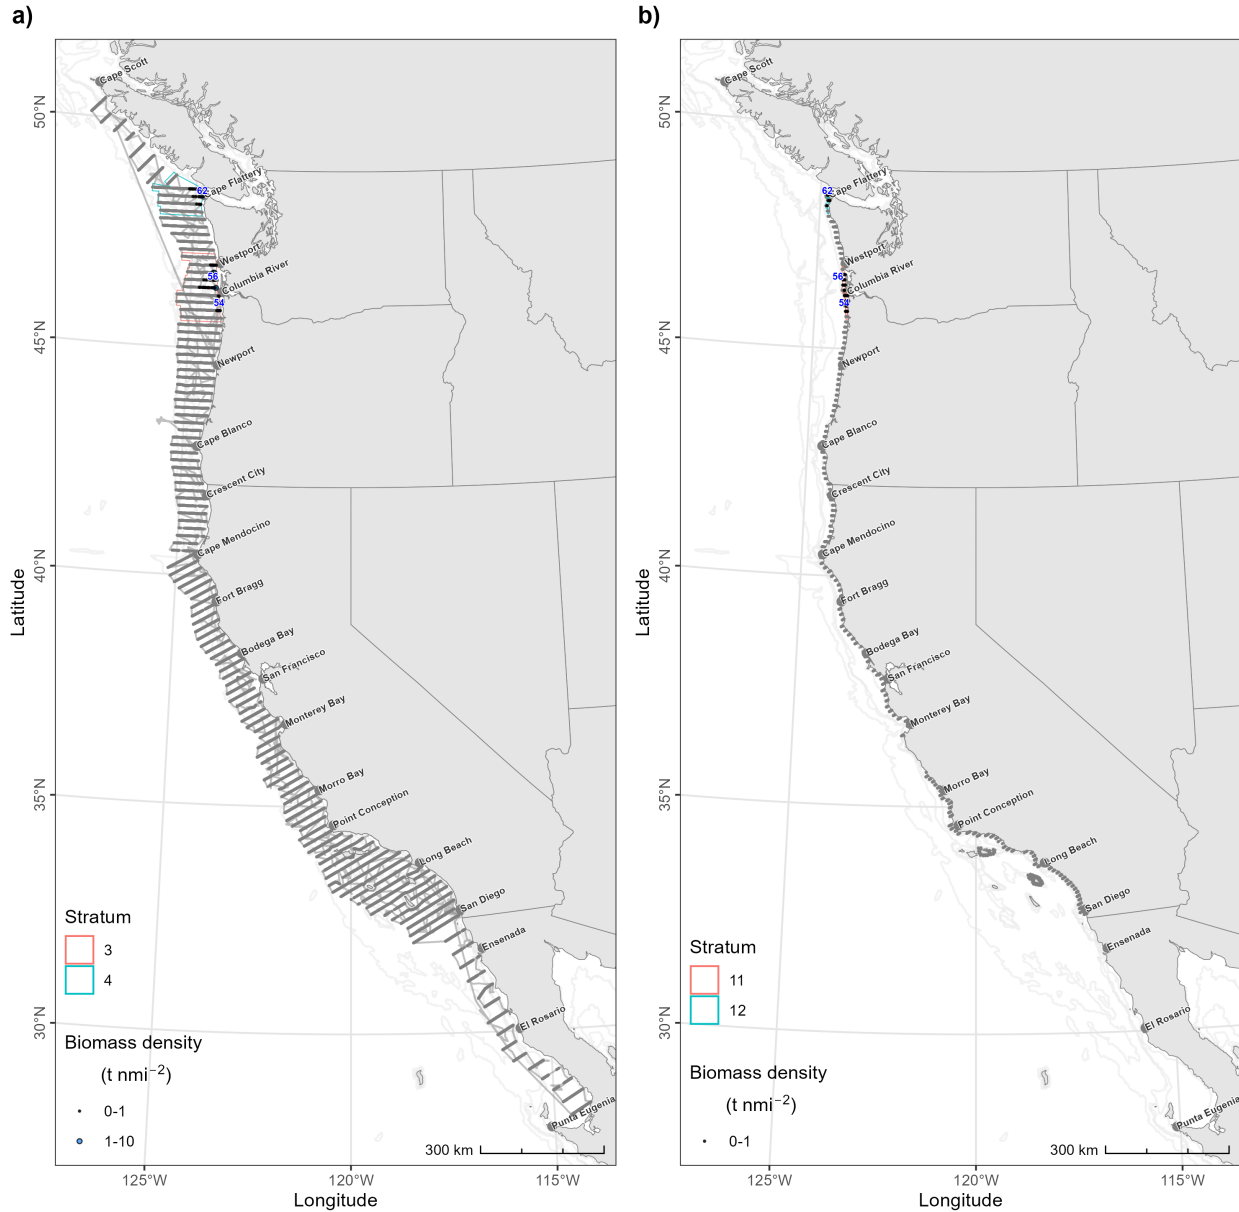 a)
Cape Scott
50°N
62
Cape Flattery
Westport
56
Columbia River
54
45°N
Newport
Cape Blanco
Crescent City
Cape Mendocino
40°N
Fort Bragg
Bodega Bay
San Francisco
Monterey Bay
35°N
Morro Bay
Point Conception
Long Beach
San Diego
Ensenada
30°N
El Rosario
Punta Eugenia
Latitude
Stratum
3
4
Biomass density
(t nmi⁻²)
0-1
1-10
300 km
125°W
120°W
115°W
Longitude
b)
Cape Scott
50°N
62
Cape Flattery
Westport
56
Columbia River
54
45°N
Newport
Cape Blanco
Crescent City
Cape Mendocino
40°N
Fort Bragg
Bodega Bay
San Francisco
Monterey Bay
35°N
Morro Bay
Point Conception
Long Beach
San Diego
Ensenada
30°N
El Rosario
Punta Eugenia
Latitude
Stratum
11
12
Biomass density
(t nmi⁻²)
0-1
300 km
125°W
120°W
115°W
Longitude